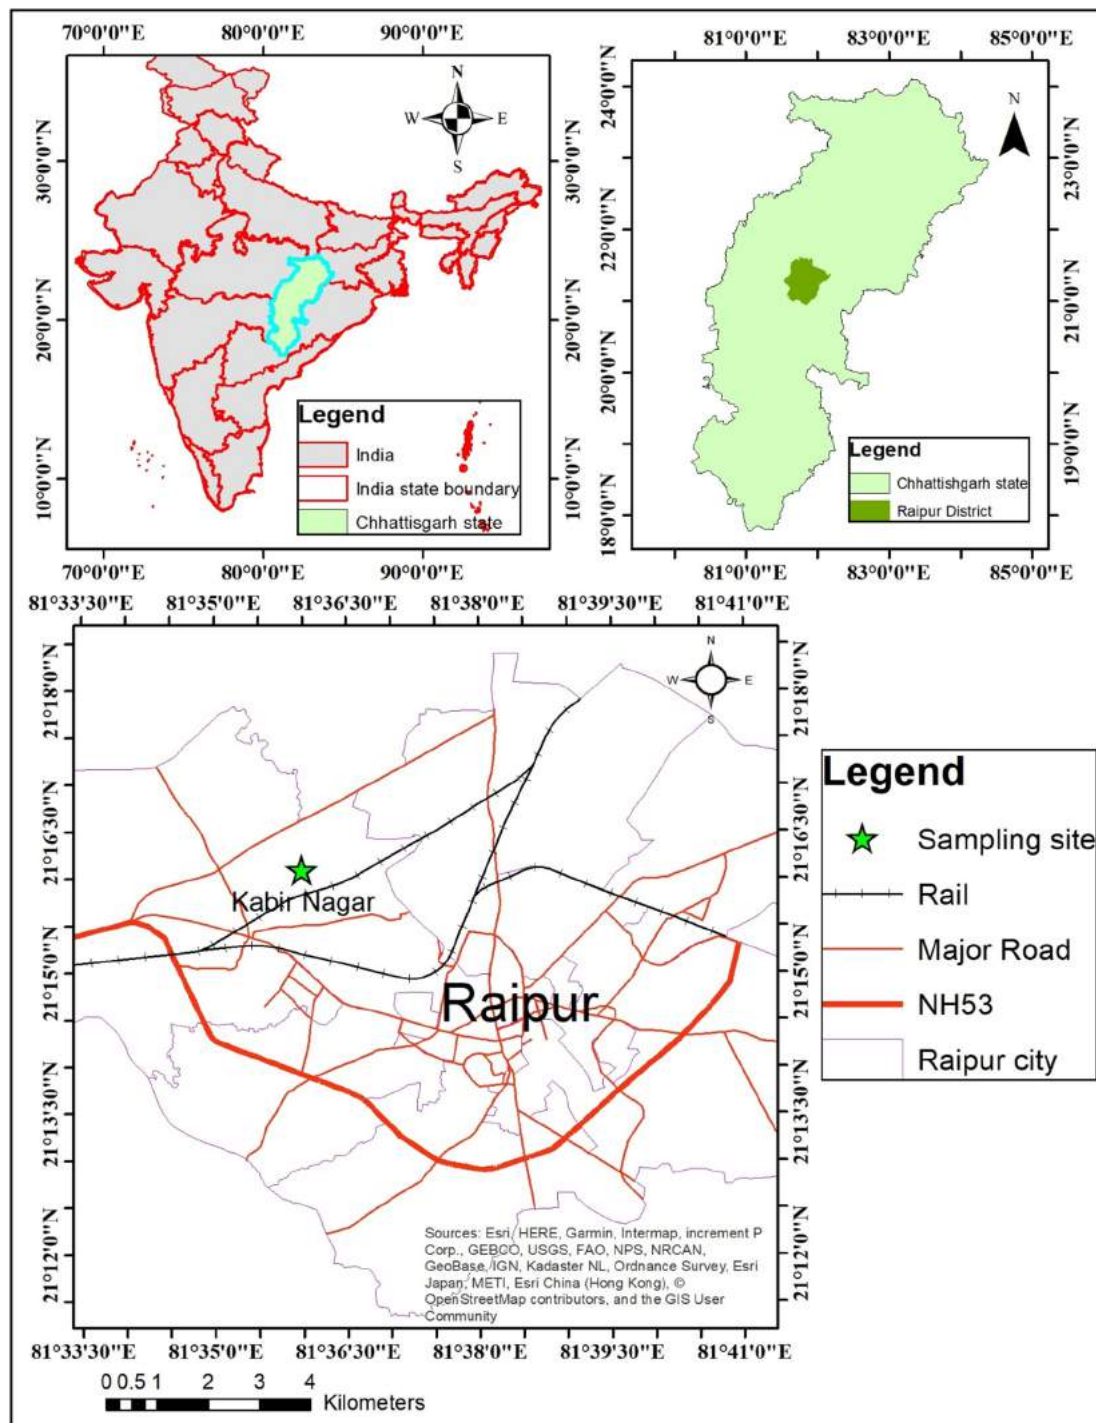 70°0'0"E 80°0'0"E 90°0'0"E
30°0'0"N 20°0'0"N 10°0'0"N
N
W E
S
Legend
India
India state boundary
Chhattisgarh state
30°0'0"N 20°0'0"N 10°0'0"N
70°0'0"E 80°0'0"E 90°0'0"E
81°0'0"E 83°0'0"E 85°0'0"E
24°0'0"N 22°0'0"N 20°0'0"N 18°0'0"N
N
Legend
Chhattishgarh state
Raipur District
23°0'0"N 21°0'0"N 19°0'0"N
81°0'0"E 83°0'0"E 85°0'0"E
81°33'30"E 81°35'0"E 81°36'30"E 81°38'0"E 81°39'30"E 81°41'0"E
21°18'0"N 21°16'30"N 21°15'0"N 21°13'30"N 21°12'0"N
N
W E
S
Kabir Nagar
Raipur
Sources: Esri, HERE, Garmin, Intermap, increment P
Corp., GEBCO, USGS, FAO, NPS, NRCAN,
GeoBase, IGN, Kadaster NL, Ordnance Survey, Esri
Japan, METI, Esri China (Hong Kong), ©
OpenStreetMap contributors, and the GIS User
Community
21°18'0"N 21°16'30"N 21°15'0"N 21°13'30"N 21°12'0"N
81°33'30"E 81°35'0"E 81°36'30"E 81°38'0"E 81°39'30"E 81°41'0"E
Legend
Sampling site
Rail
Major Road
NH53
Raipur city
0 0.5 1 2 3 4
Kilometers